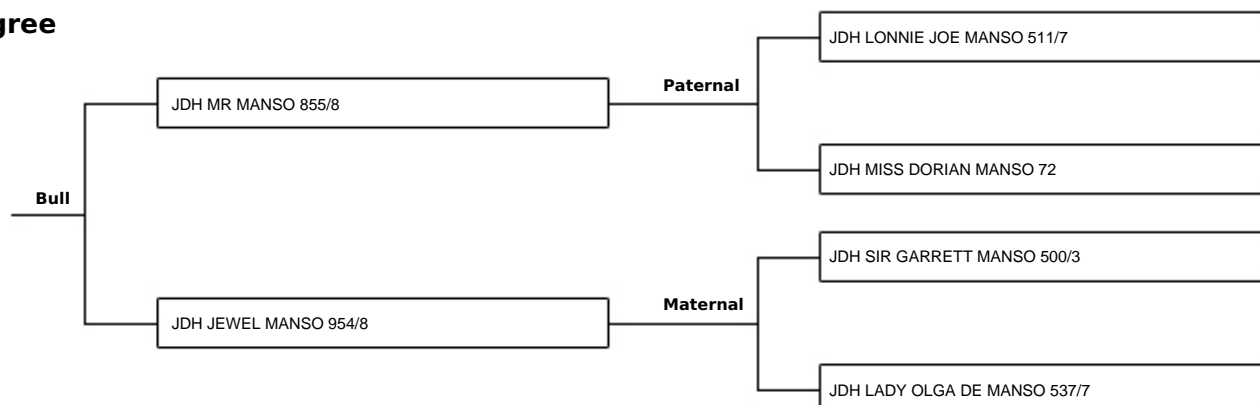 JDH LONNIE JOE MANSO 511/7
Paternal
JDH MR MANSO 855/8
JDH MISS DORIAN MANSO 72
Bull
JDH SIR GARRETT MANSO 500/3
Maternal
JDH JEWEL MANSO 954/8
JDH LADY OLGA DE MANSO 537/7